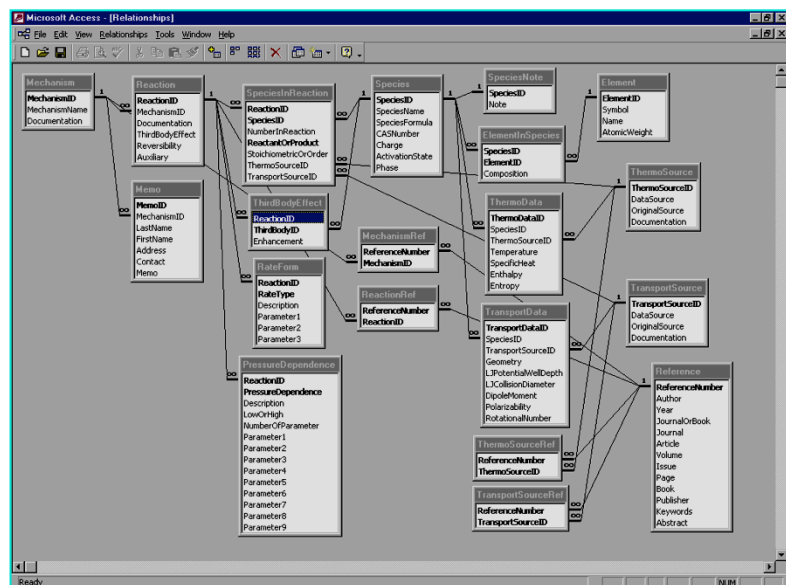 Microsoft Access - [Relationships]
File Edit View Relationships Tools Window Help
Mechanism
MechanismID
MechanismName
Documentation
Reaction
ReactionID
MechanismID
Documentation
ThirdBodyEffect
Reversibility
Auxiliary
SpeciesInReaction
ReactionID
SpeciesID
NumberInReaction
ReactantOrProduct
StoichiometricOrOrder
ThermoSourceID
TransportSourceID
Species
SpeciesID
SpeciesName
SpeciesFormula
CASNumber
Charge
ActivationState
Phase
SpeciesNote
SpeciesID
Note
Element
ElementID
Symbol
Name
AtomicWeight
ElementInSpecies
SpeciesID
ElementID
Composition
Memo
MemoID
MechanismID
LastName
FirstName
Address
Contact
Memo
ThirdBodyEffect
ReactionID
ThirdBodyID
Enhancement
MechanismRef
ReferenceNumber
MechanismID
ThermoData
ThermoDataID
SpeciesID
ThermoSourceID
Temperature
SpecificHeat
Enthalpy
Entropy
ThermoSource
ThermoSourceID
DataSource
OriginalSource
Documentation
RateForm
ReactionID
RateType
Description
Parameter1
Parameter2
Parameter3
ReactionRef
ReferenceNumber
ReactionID
TransportData
TransportDataID
SpeciesID
TransportSourceID
Geometry
LJPotentialWellDepth
LJCollisionDiameter
DipoleMoment
Polarizability
RotationalNumber
TransportSource
TransportSourceID
DataSource
OriginalSource
Documentation
PressureDependence
ReactionID
PressureDependence
Description
LowOrHigh
NumberOfParameter
Parameter1
Parameter2
Parameter3
Parameter4
Parameter5
Parameter6
Parameter7
Parameter8
Parameter9
Reference
ReferenceNumber
Author
Year
JournalOrBook
Journal
Article
Volume
Issue
Page
Book
Publisher
Keywords
Abstract
ThermoSourceRef
ReferenceNumber
ThermoSourceID
TransportSourceRef
ReferenceNumber
TransportSourceID
Ready
NUM